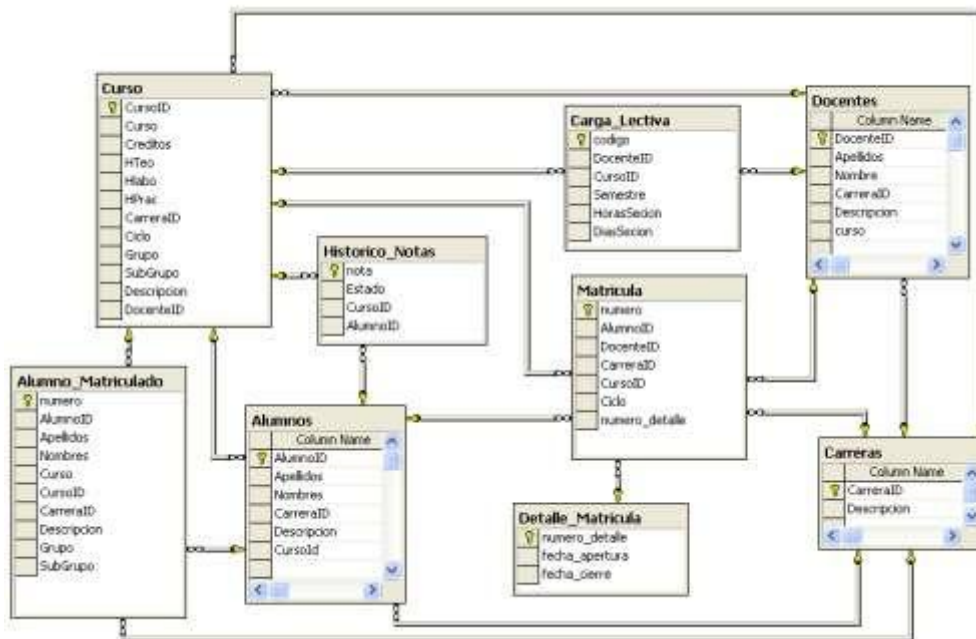 Curso
CursoID
Curso
Creditos
HTeo
Hlabo
HPrac
CarreraID
Ciclo
Grupo
SubGrupo
Descripcion
DocenteID
Carga_Lectiva
codigo
DocenteID
CursoID
Semestre
HorasSecion
DiasSecion
Docentes
Column Name
DocenteID
Apellidos
Nombre
CarreraID
Descripcion
curso
Historico_Notas
nota
Estado
CursoID
AlumnoID
Matricula
numero
AlumnoID
DocenteID
CarreraID
CursoID
Ciclo
numero_detalle
Alumno_Matriculado
numero
AlumnoID
Apellidos
Nombres
Curso
CursoID
CarreraID
Descripcion
Grupo
SubGrupo
Alumnos
Column Name
AlumnoID
Apellidos
Nombres
CarreraID
Descripcion
CursoId
Detalle_Matricula
numero_detalle
fecha_apertura
fecha_cierre
Carreras
Column Name
CarreraID
Descripcion